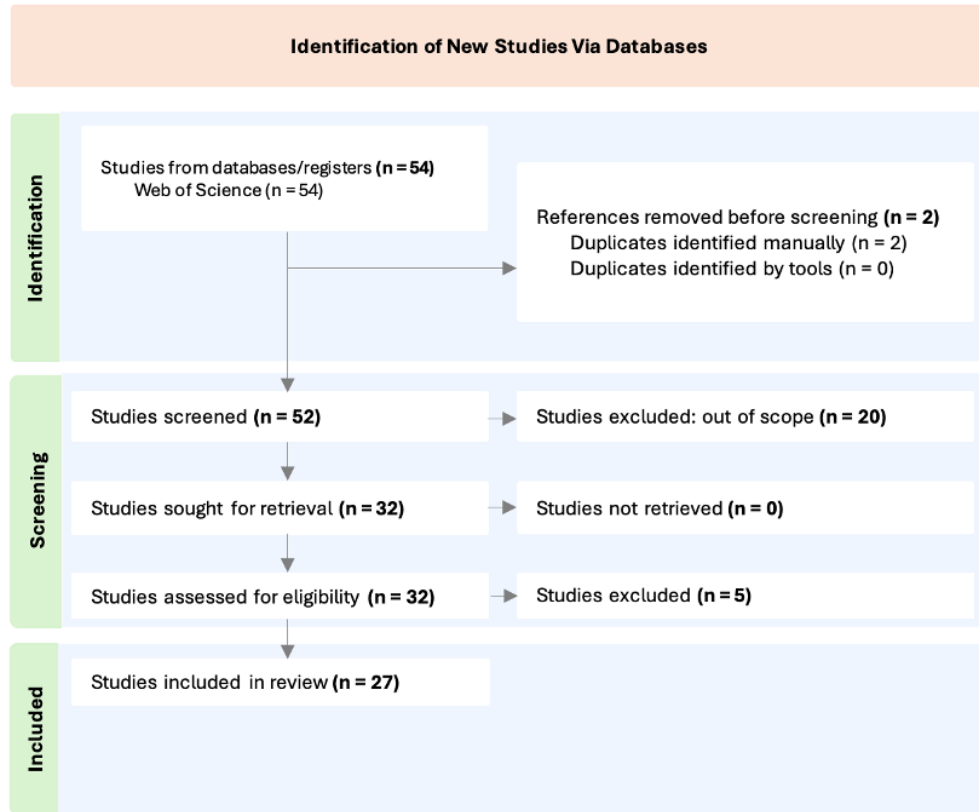 Identification of New Studies Via Databases
Identification
Studies from databases/registers (n = 54)
Web of Science (n = 54)
References removed before screening (n = 2)
Duplicates identified manually (n = 2)
Duplicates identified by tools (n = 0)
Screening
Studies screened (n = 52)
Studies excluded: out of scope (n = 20)
Studies sought for retrieval (n = 32)
Studies not retrieved (n = 0)
Studies assessed for eligibility (n = 32)
Studies excluded (n = 5)
Included
Studies included in review (n = 27)